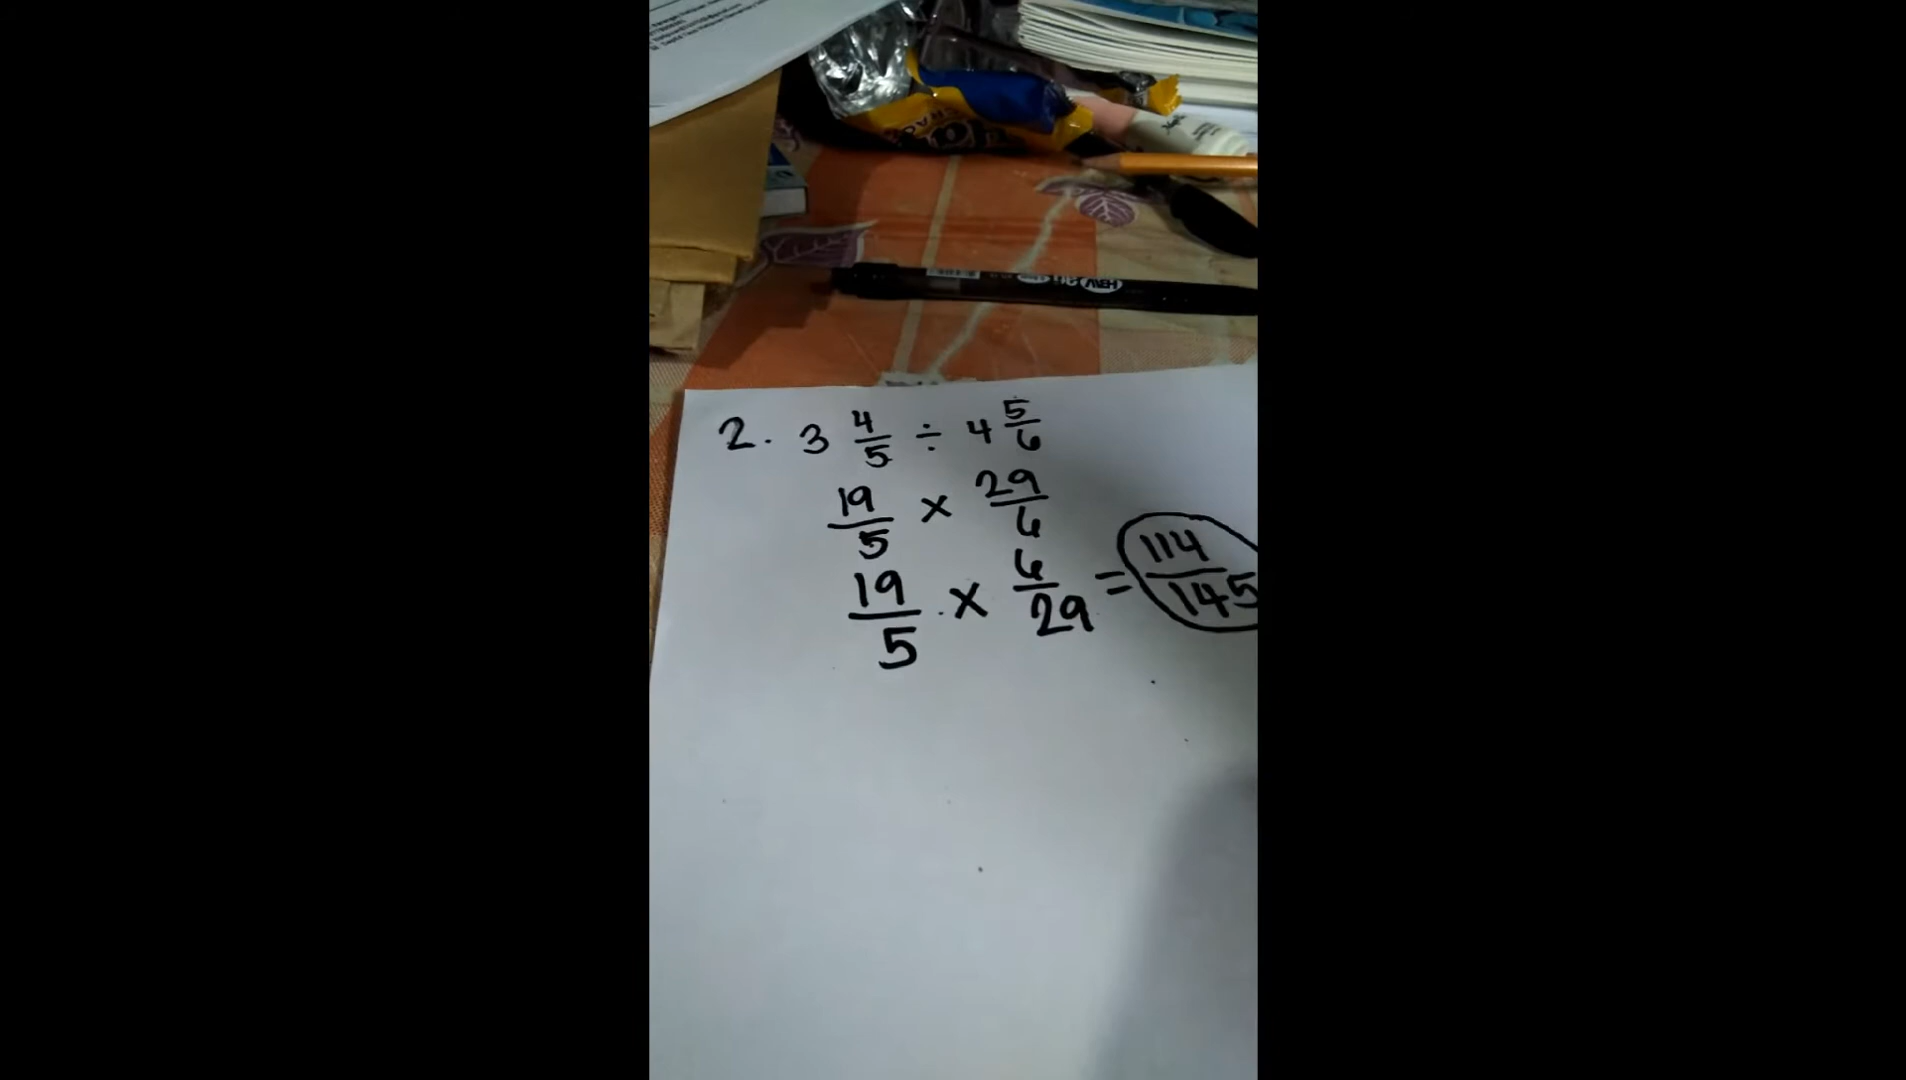 2. 3 4/5 ÷ 4 5/6
19/5 × 29/6
19/5 × 6/29 = 114/145